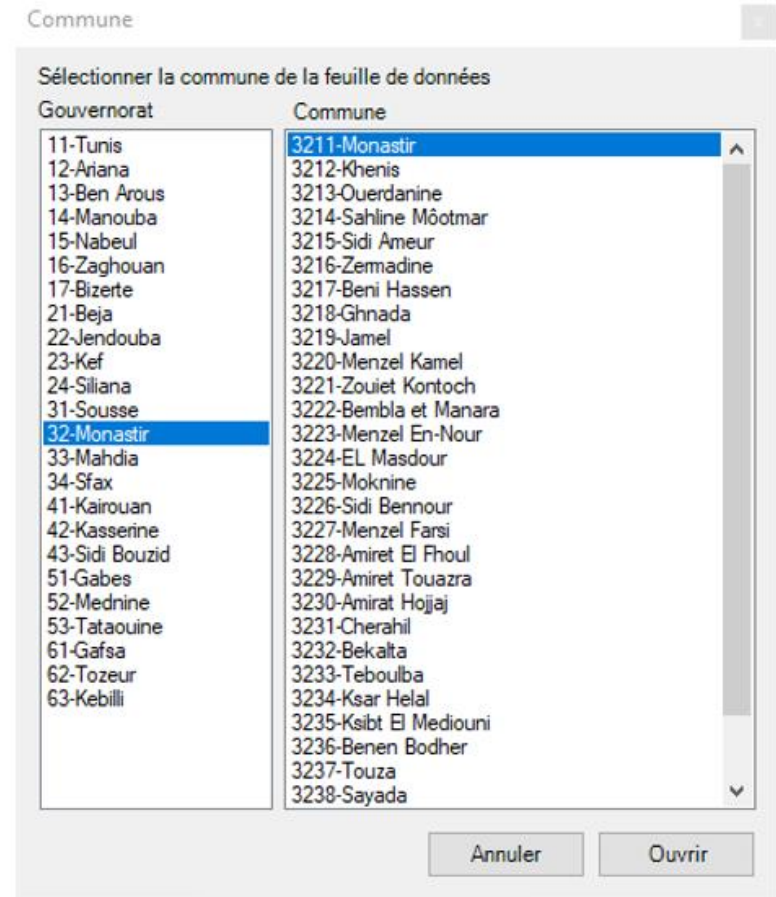 Commune
Sélectionner la commune de la feuille de données
Gouvernorat
11-Tunis
12-Ariana
13-Ben Arous
14-Manouba
15-Nabeul
16-Zaghouan
17-Bizerte
21-Beja
22-Jendouba
23-Kef
24-Siliana
31-Sousse
32-Monastir
33-Mahdia
34-Sfax
41-Kairouan
42-Kasserine
43-Sidi Bouzid
51-Gabes
52-Mednine
53-Tataouine
61-Gafsa
62-Tozeur
63-Kebilli
Commune
3211-Monastir
3212-Khenis
3213-Ouerdanine
3214-Sahline Môotmar
3215-Sidi Ameur
3216-Zermadine
3217-Beni Hassen
3218-Ghnada
3219-Jamel
3220-Menzel Kamel
3221-Zouiet Kontoch
3222-Bembla et Manara
3223-Menzel En-Nour
3224-EL Masdour
3225-Moknine
3226-Sidi Bennour
3227-Menzel Farsi
3228-Amiret El Fhoul
3229-Amiret Touazra
3230-Amirat Hojjaj
3231-Cherahil
3232-Bekalta
3233-Teboulba
3234-Ksar Helal
3235-Ksibt El Mediouni
3236-Benen Bodher
3237-Touza
3238-Sayada
Annuler
Ouvrir